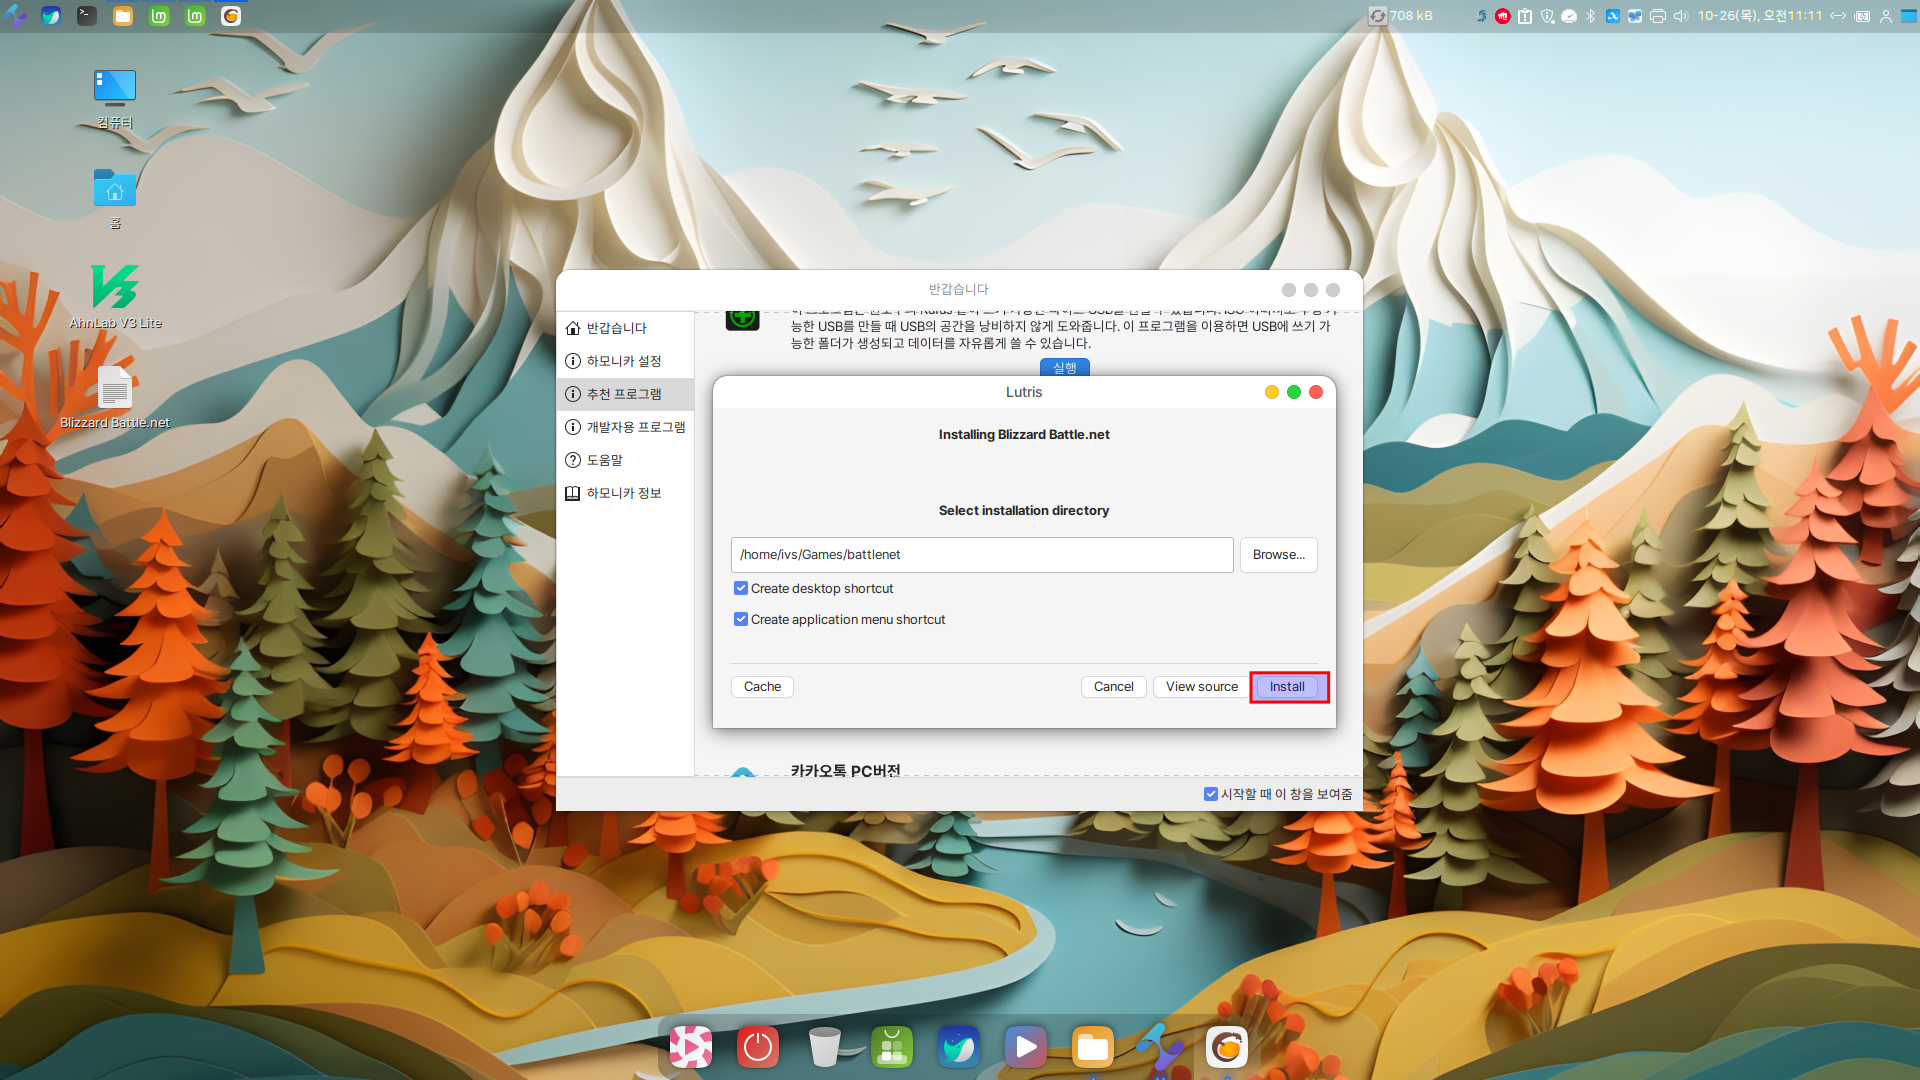 708 kB
10-26(목), 오전11:11
컴퓨터
홈
AhnLab V3 Lite
Blizzard Battle.net
반갑습니다
반갑습니다
하모니카 설정
추천 프로그램
개발자용 프로그램
도움말
하모니카 정보
능한 USB를 만들 때 USB의 공간을 낭비하지 않게 도와줍니다. 이 프로그램을 이용하면 USB에 쓰기 가
능한 폴더가 생성되고 데이터를 자유롭게 쓸 수 있습니다.
실행
Lutris
Installing Blizzard Battle.net
Select installation directory
/home/ivs/Games/battlenet
Browse...
Create desktop shortcut
Create application menu shortcut
Cache
Cancel
View source
Install
카카오톡 PC버전
시작할 때 이 창을 보여줌